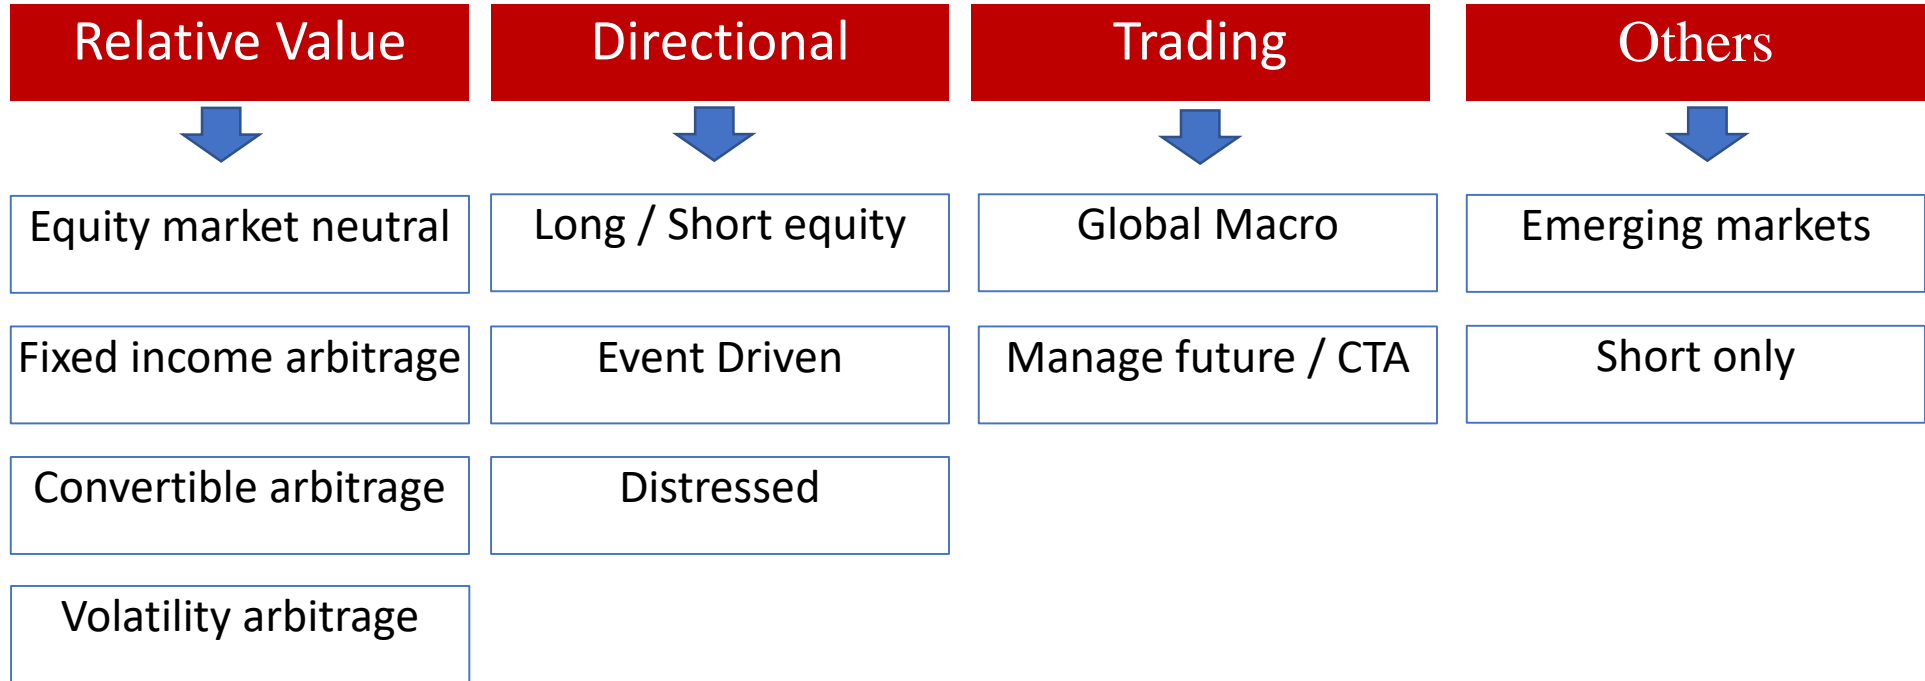 Relative Value
Directional
Trading
Others
Equity market neutral
Long / Short equity
Global Macro
Emerging markets
Fixed income arbitrage
Event Driven
Manage future / CTA
Short only
Convertible arbitrage
Distressed
Volatility arbitrage